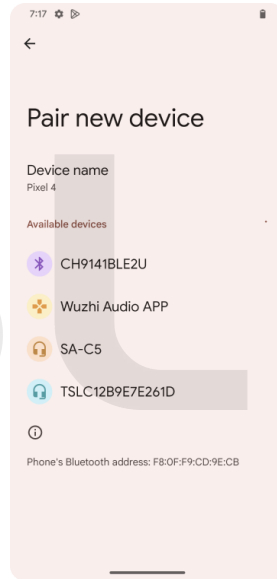 7:17
Pair new device
Device name
Pixel 4
Available devices
CH9141BLE2U
Wuzhi Audio APP
SA-C5
TSLC12B9E7E261D
Phone's Bluetooth address: F8:0F:F9:CD:9E:CB